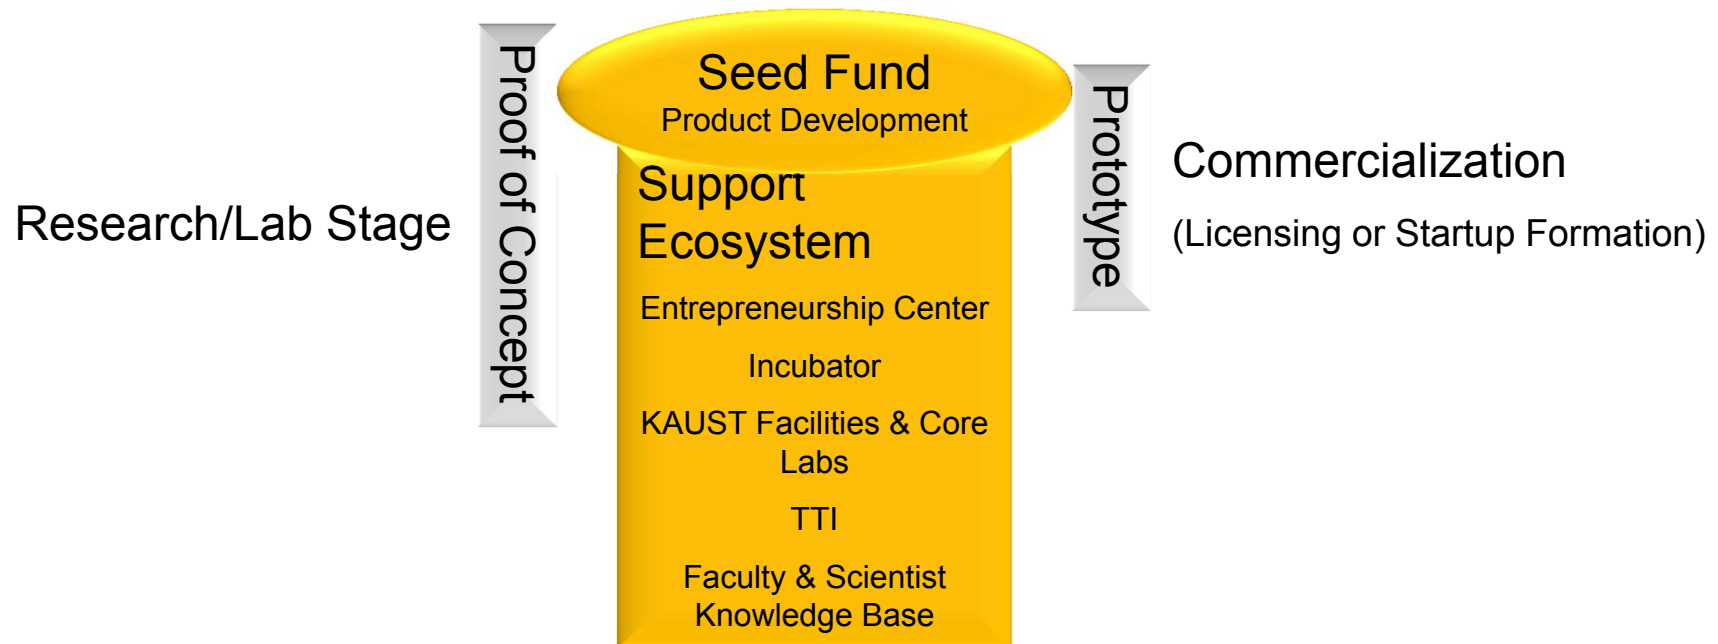 Research/Lab Stage
Proof of Concept
Seed Fund
Product Development
Support
Ecosystem
Entrepreneurship Center
Incubator
KAUST Facilities & Core
Labs
TTI
Faculty & Scientist
Knowledge Base
Prototype
Commercialization
(Licensing or Startup Formation)